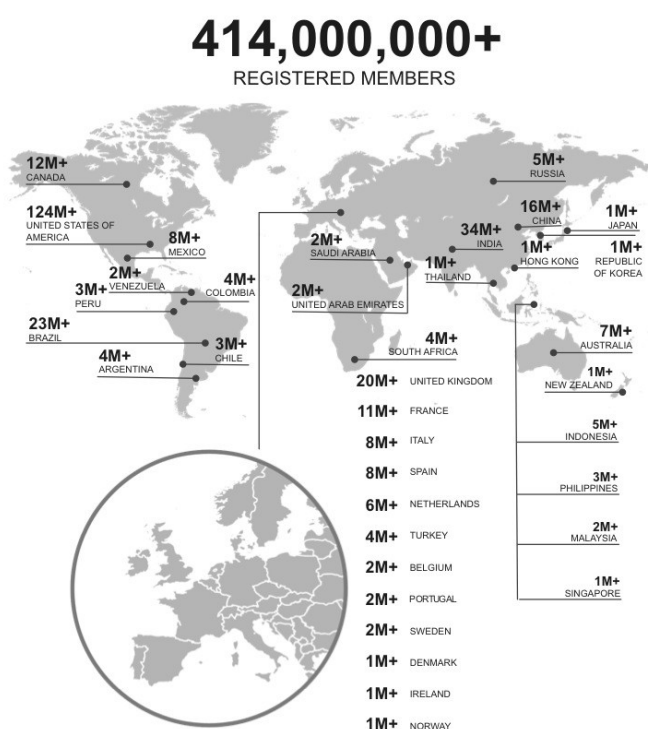 414,000,000+
REGISTERED MEMBERS
12M+
CANADA
124M+
UNITED STATES OF
AMERICA
8M+
MEXICO
2M+
VENEZUELA
4M+
COLOMBIA
3M+
PERU
23M+
BRAZIL
3M+
CHILE
4M+
ARGENTINA
5M+
RUSSIA
16M+
CHINA
1M+
JAPAN
34M+
INDIA
2M+
SAUDI ARABIA
1M+
HONG KONG
1M+
REPUBLIC
OF KOREA
1M+
THAILAND
2M+
UNITED ARAB EMIRATES
4M+
SOUTH AFRICA
7M+
AUSTRALIA
1M+
NEW ZEALAND
5M+
INDONESIA
3M+
PHILIPPINES
2M+
MALAYSIA
1M+
SINGAPORE
20M+ UNITED KINGDOM
11M+ FRANCE
8M+ ITALY
8M+ SPAIN
6M+ NETHERLANDS
4M+ TURKEY
2M+ BELGIUM
2M+ PORTUGAL
2M+ SWEDEN
1M+ DENMARK
1M+ IRELAND
1M+ NORWAY